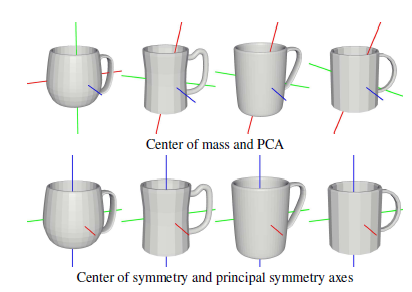 Center of mass and PCA
Center of symmetry and principal symmetry axes